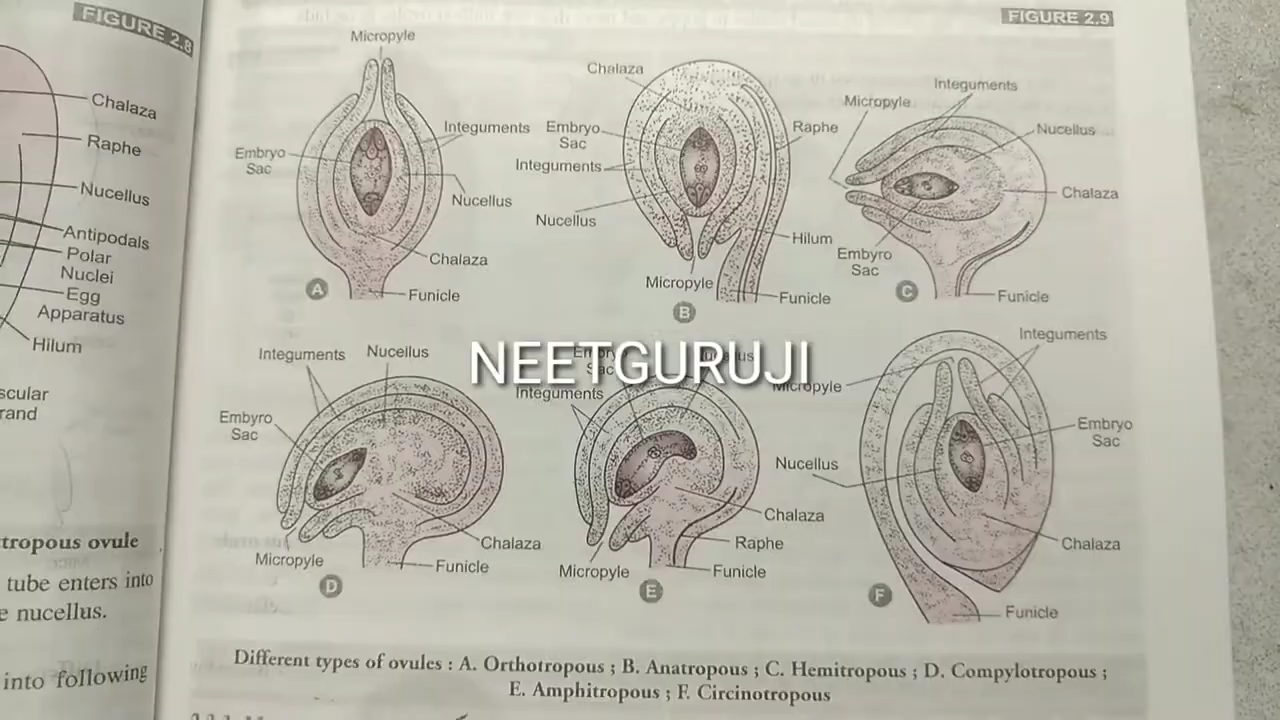 FIGURE 2.8
Chalaza
Raphe
Nucellus
Antipodals
Polar
Nuclei
Egg
Apparatus
Hilum
scular
rand
tropous ovule
tube enters into
e nucellus.
into following
FIGURE 2.9
Micropyle
Integuments
Embryo
Sac
Nucellus
Chalaza
Funicle
A
Chalaza
Embryo
Sac
Integuments
Nucellus
Raphe
Hilum
Micropyle
Funicle
B
Integuments
Micropyle
Nucellus
Chalaza
Embyro
Sac
Funicle
C
Integuments
Nucellus
Embyro
Sac
Micropyle
Chalaza
Funicle
D
NEETGURUJI
Embryo
Sac
Integuments
Chalaza
Raphe
Micropyle
Funicle
E
Integuments
Micropyle
Embryo
Sac
Nucellus
Chalaza
Funicle
F
Different types of ovules : A. Orthotropous ; B. Anatropous ; C. Hemitropous ; D. Compylotropous ;
E. Amphitropous ; F. Circinotropous